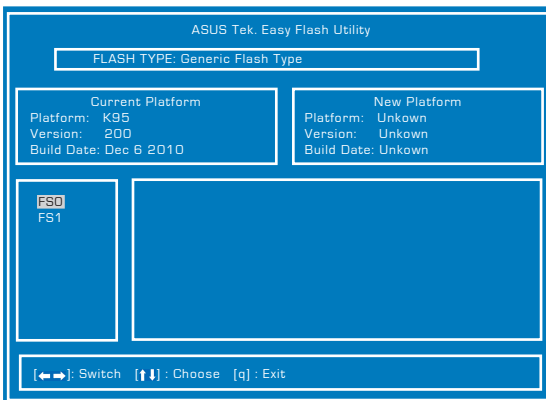 ASUS Tek. Easy Flash Utility
FLASH TYPE: Generic Flash Type
Current Platform
Platform: K95
Version: 200
Build Date: Dec 6 2010
New Platform
Platform: Unkown
Version: Unkown
Build Date: Unkown
FS0
FS1
[←→]: Switch [↑↓] : Choose [q] : Exit